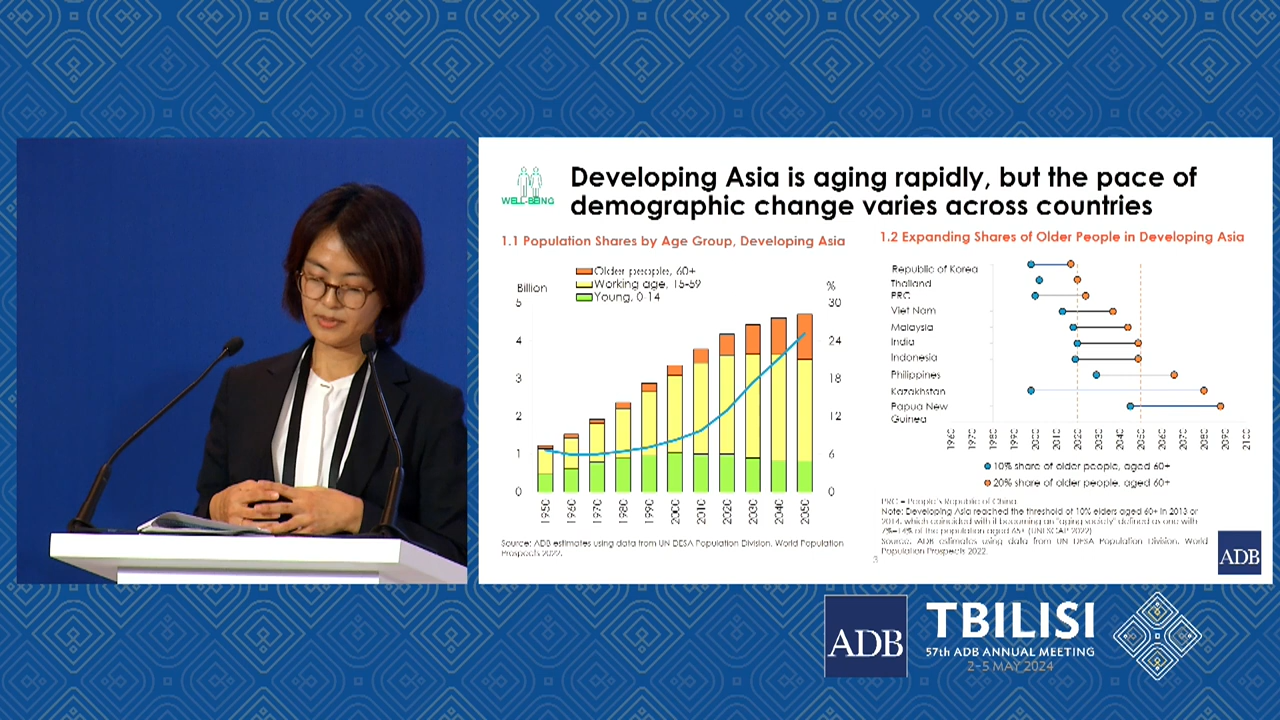 WELL-BEING
Developing Asia is aging rapidly, but the pace of
demographic change varies across countries
1.1 Population Shares by Age Group, Developing Asia
Older people, 60+
Working age, 15-59
Young, 0-14
Billion
%
5
4
3
2
1
0
30
24
18
12
6
0
1950
1960
1970
1980
1990
2000
2010
2020
2030
2040
2050
Source: ADB estimates using data from UN DESA Population Division, World Population
Prospects 2022.
1.2 Expanding Shares of Older People in Developing Asia
Republic of Korea
Thailand
PRC
Viet Nam
Malaysia
India
Indonesia
Philippines
Kazakhstan
Papua New
Guinea
1960
1970
1980
1990
2000
2010
2020
2030
2040
2050
2060
2070
2080
2090
2100
10% share of older people, aged 60+
20% share of older people, aged 60+
PRC = People's Republic of China
Note: Developing Asia reached the threshold of 10% elders aged 60+ in 2013 or
2014, which coincided with it becoming an "aging society" defined as one with
7%–14% of the population aged 65+ (UNESCAP 2022)
Source: ADB estimates using data from UN DESA Population Division, World
Population Prospects 2022.
3
ADB
ADB
TBILISI
57th ADB ANNUAL MEETING
2–5 MAY 2024